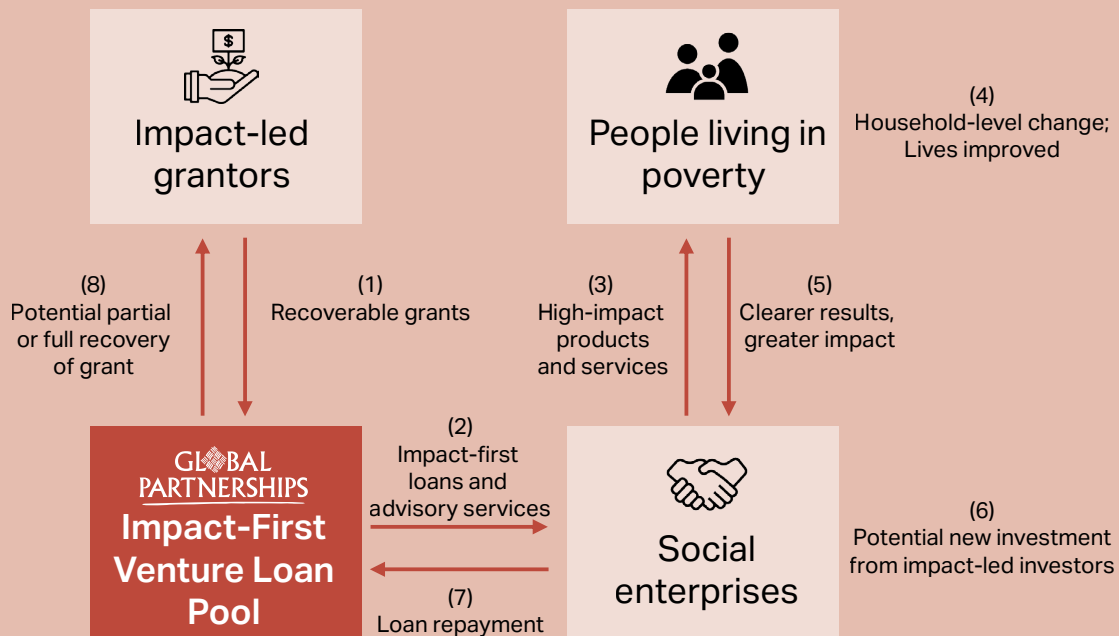 $
Impact-led
grantors
People living in
poverty
(4)
Household-level change;
Lives improved
(8)
Potential partial
or full recovery
of grant
(1)
Recoverable grants
(3)
High-impact
products
and services
(5)
Clearer results,
greater impact
GLOBAL
PARTNERSHIPS
Impact-First
Venture Loan
Pool
(2)
Impact-first
loans and
advisory services
(7)
Loan repayment
Social
enterprises
(6)
Potential new investment
from impact-led investors